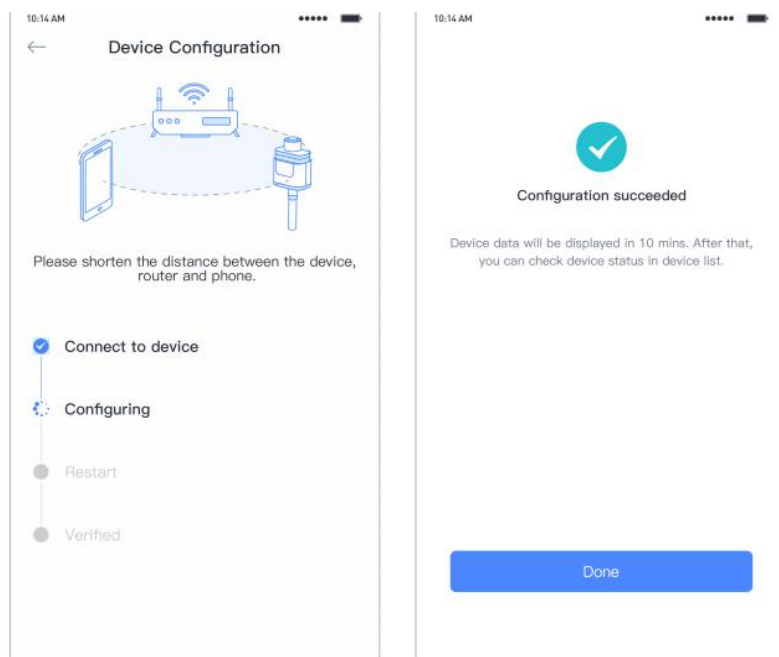 10:14 AM
Device Configuration
Please shorten the distance between the device,
router and phone.
Connect to device
Configuring
Restart
Verified
10:14 AM
Configuration succeeded
Device data will be displayed in 10 mins. After that,
you can check device status in device list.
Done